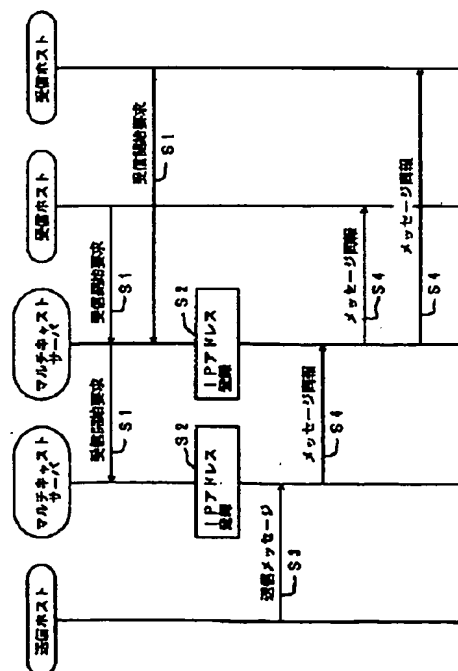 送信ホスト
マルチキャスト
サーバ
マルチキャスト
サーバ
受信ホスト
受信ホスト
受信開始要求
S1
受信開始要求
S1
受信開始要求
S1
S2
IPアドレス
登録
S2
IPアドレス
登録
送信メッセージ
S3
メッセージ同報
S4
メッセージ同報
S4
メッセージ同報
S4